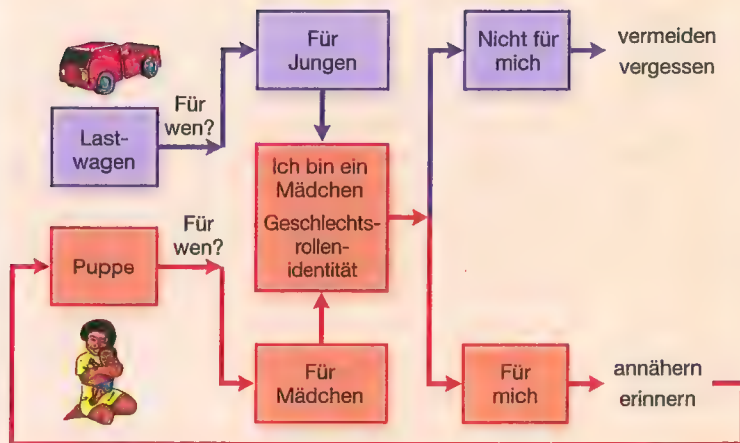 Für
Jungen
Nicht für
mich
vermeiden
vergessen
Für
wen?
Last-
wagen
Ich bin ein
Mädchen
Geschlechts-
rollen-
identität
Für
wen?
Puppe
Für
Mädchen
Für
mich
annähern
erinnern